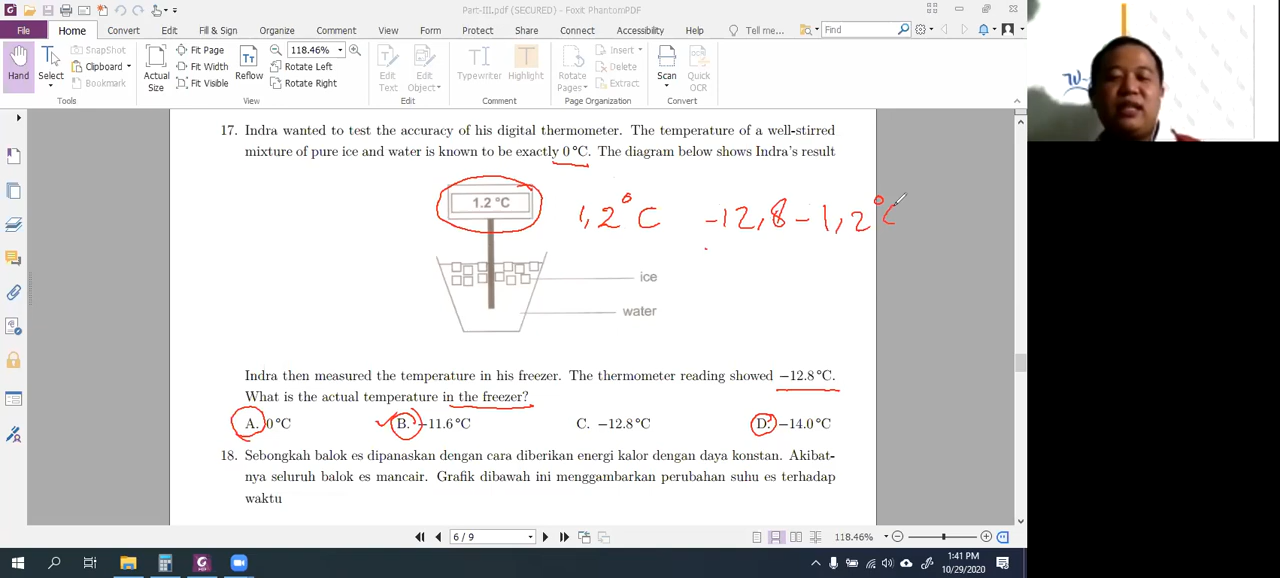 Part-III.pdf (SECURED) - Foxit PhantomPDF
File Home Convert Edit Fill & Sign Organize Comment View Form Protect Share Connect Accessibility Help Tell me... Find
Hand Select SnapShot Clipboard Bookmark Actual Size Fit Page Fit Width Fit Visible Reflow 118.46% Rotate Left Rotate Right Edit Text Edit Object Typewriter Highlight Rotate Pages Insert Delete Extract Scan Quick OCR
Tools View Edit Comment Page Organization Convert
17. Indra wanted to test the accuracy of his digital thermometer. The temperature of a well-stirred
mixture of pure ice and water is known to be exactly 0 °C. The diagram below shows Indra's result
1.2 °C
1,2°C -12,8 - 1,2°C
ice
water
Indra then measured the temperature in his freezer. The thermometer reading showed −12.8 °C.
What is the actual temperature in the freezer?
A. 0 °C B. −11.6 °C C. −12.8 °C D. −14.0 °C
18. Sebongkah balok es dipanaskan dengan cara diberikan energi kalor dengan daya konstan. Akibat-
nya seluruh balok es mancair. Grafik dibawah ini menggambarkan perubahan suhu es terhadap
waktu
6 / 9 118.46%
1:41 PM
10/29/2020